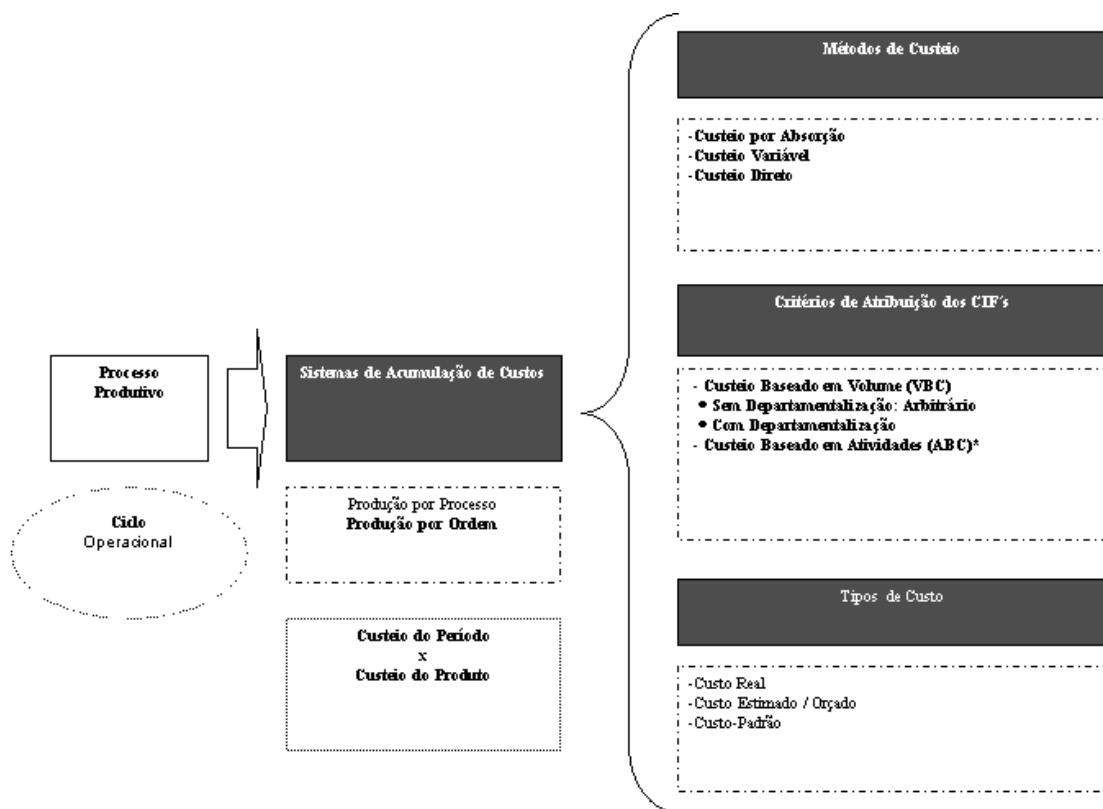 Processo
Produtivo
Ciclo
Operacional
Sistemas de Acumulação de Custos
Produção por Processo
Produção por Ordem
Custeio do Período
x
Custeio do Produto
Métodos de Custeio
-Custeio por Absorção
-Custeio Variável
-Custeio Direto
Critérios de Atribuição dos CIF´s
- Custeio Baseado em Volume (VBC)
• Sem Departamentalização: Arbitrário
• Com Departamentalização
- Custeio Baseado em Atividades (ABC)*
Tipos de Custo
-Custo Real
-Custo Estimado / Orçado
-Custo-Padrão